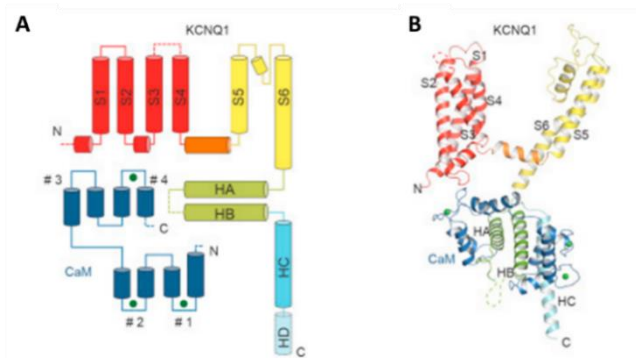 A
KCNQ1
S1
S2
S3
S4
S5
S6
N
# 3
# 4
HA
HB
C
CaM
N
HC
# 2
# 1
HD
C
B
KCNQ1
S1
S2
S4
S3
S6
S5
N
HA
CaM
HB
HC
C